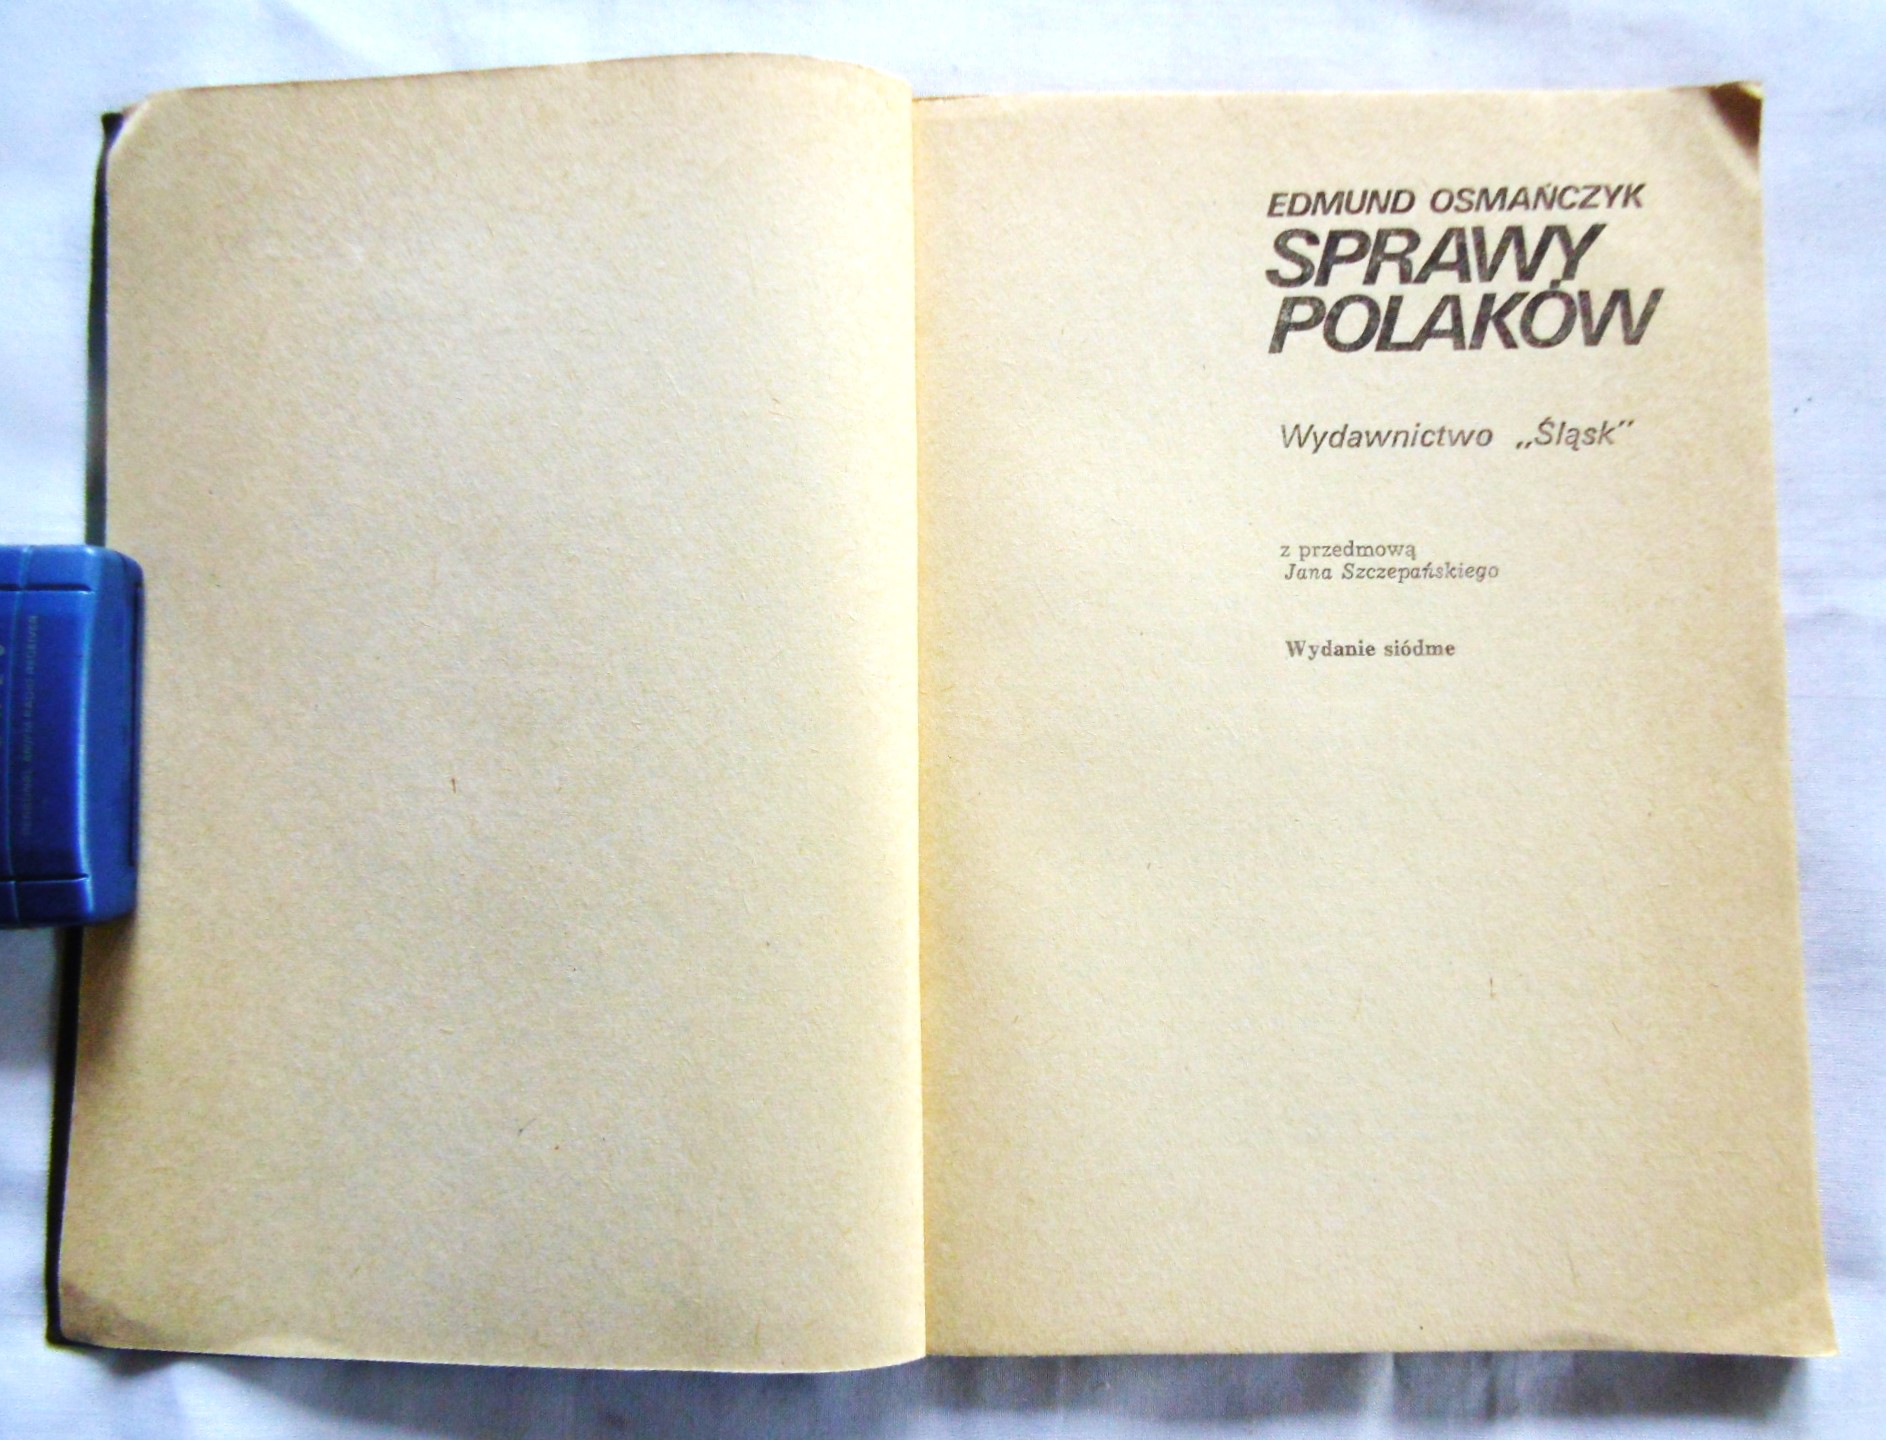 EDMUND OSMAŃCZYK
SPRAWY
POLAKÓW
Wydawnictwo „Śląsk”
z przedmową
Jana Szczepańskiego
Wydanie siódme